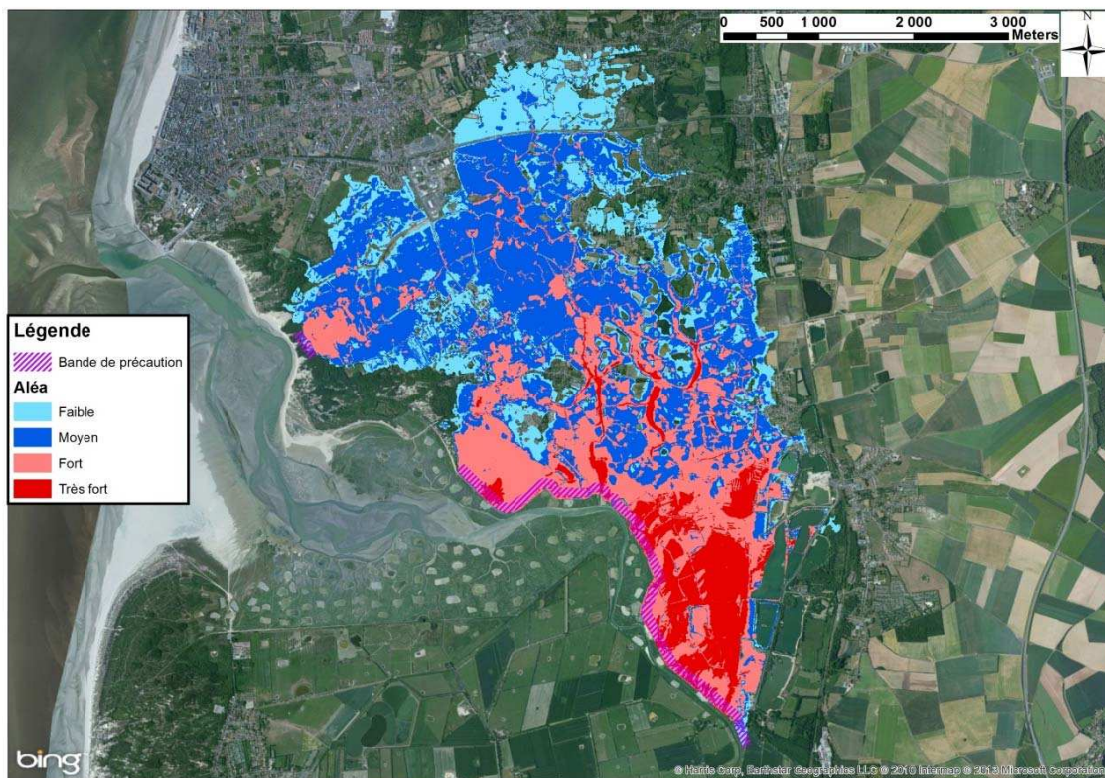 0 500 1 000 2 000 3 000
Meters
N
Légende
Bande de précaution
Aléa
Faible
Moyen
Fort
Très fort
bing
© Harris Corp, Earthstar Geographics LLC © 2010 Intermap © 2013 Microsoft Corporation